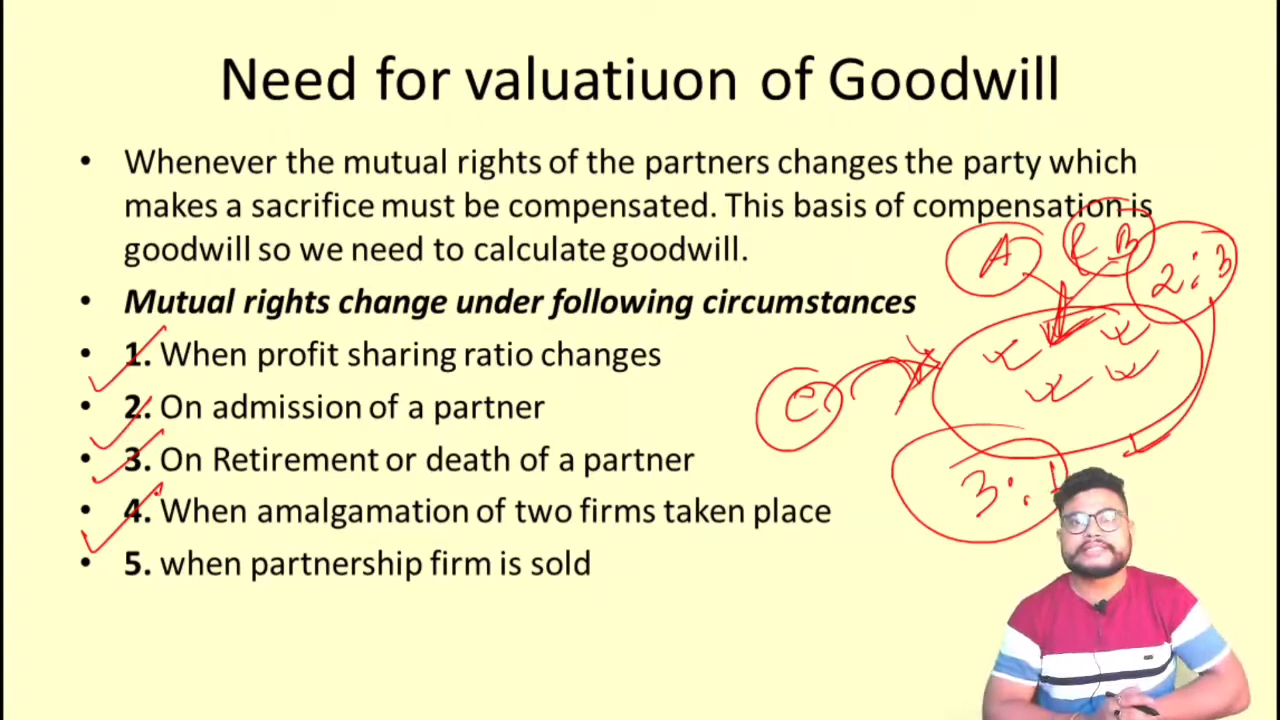 Need for valuatiuon of Goodwill
• Whenever the mutual rights of the partners changes the party which
makes a sacrifice must be compensated. This basis of compensation is
goodwill so we need to calculate goodwill.
• Mutual rights change under following circumstances
• 1. When profit sharing ratio changes
• 2. On admission of a partner
• 3. On Retirement or death of a partner
• 4. When amalgamation of two firms taken place
• 5. when partnership firm is sold
A
B
2:3
C
3:1